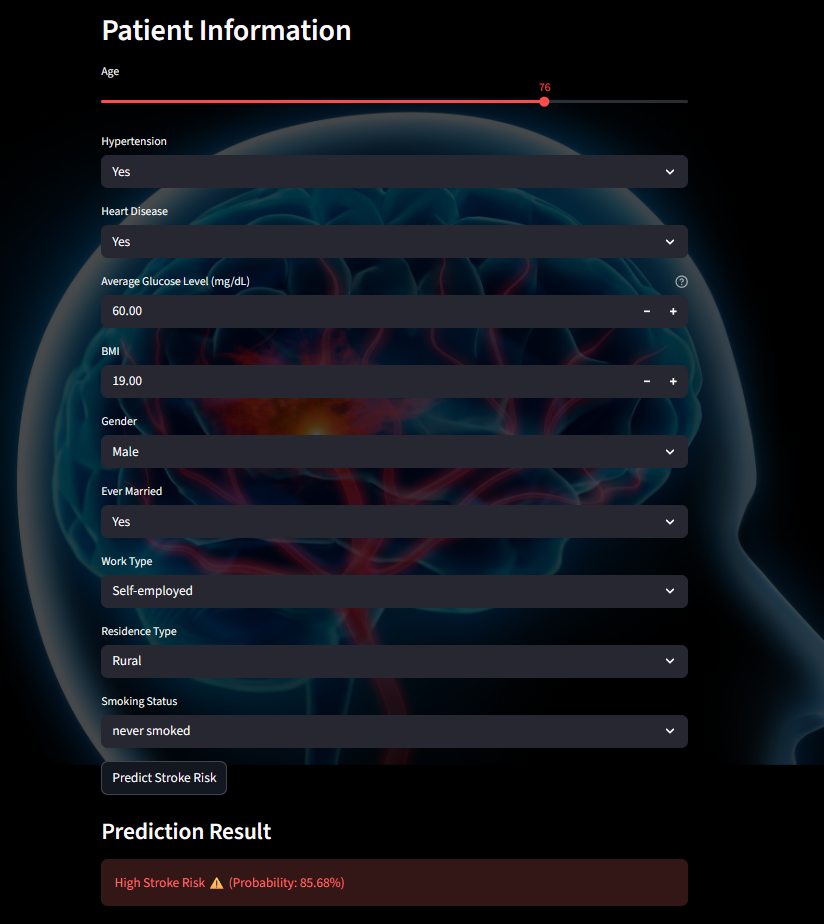 Patient Information
Age
76
Hypertension
Yes
Heart Disease
Yes
Average Glucose Level (mg/dL)
60.00
BMI
19.00
Gender
Male
Ever Married
Yes
Work Type
Self-employed
Residence Type
Rural
Smoking Status
never smoked
Predict Stroke Risk
Prediction Result
High Stroke Risk ⚠️ (Probability: 85.68%)